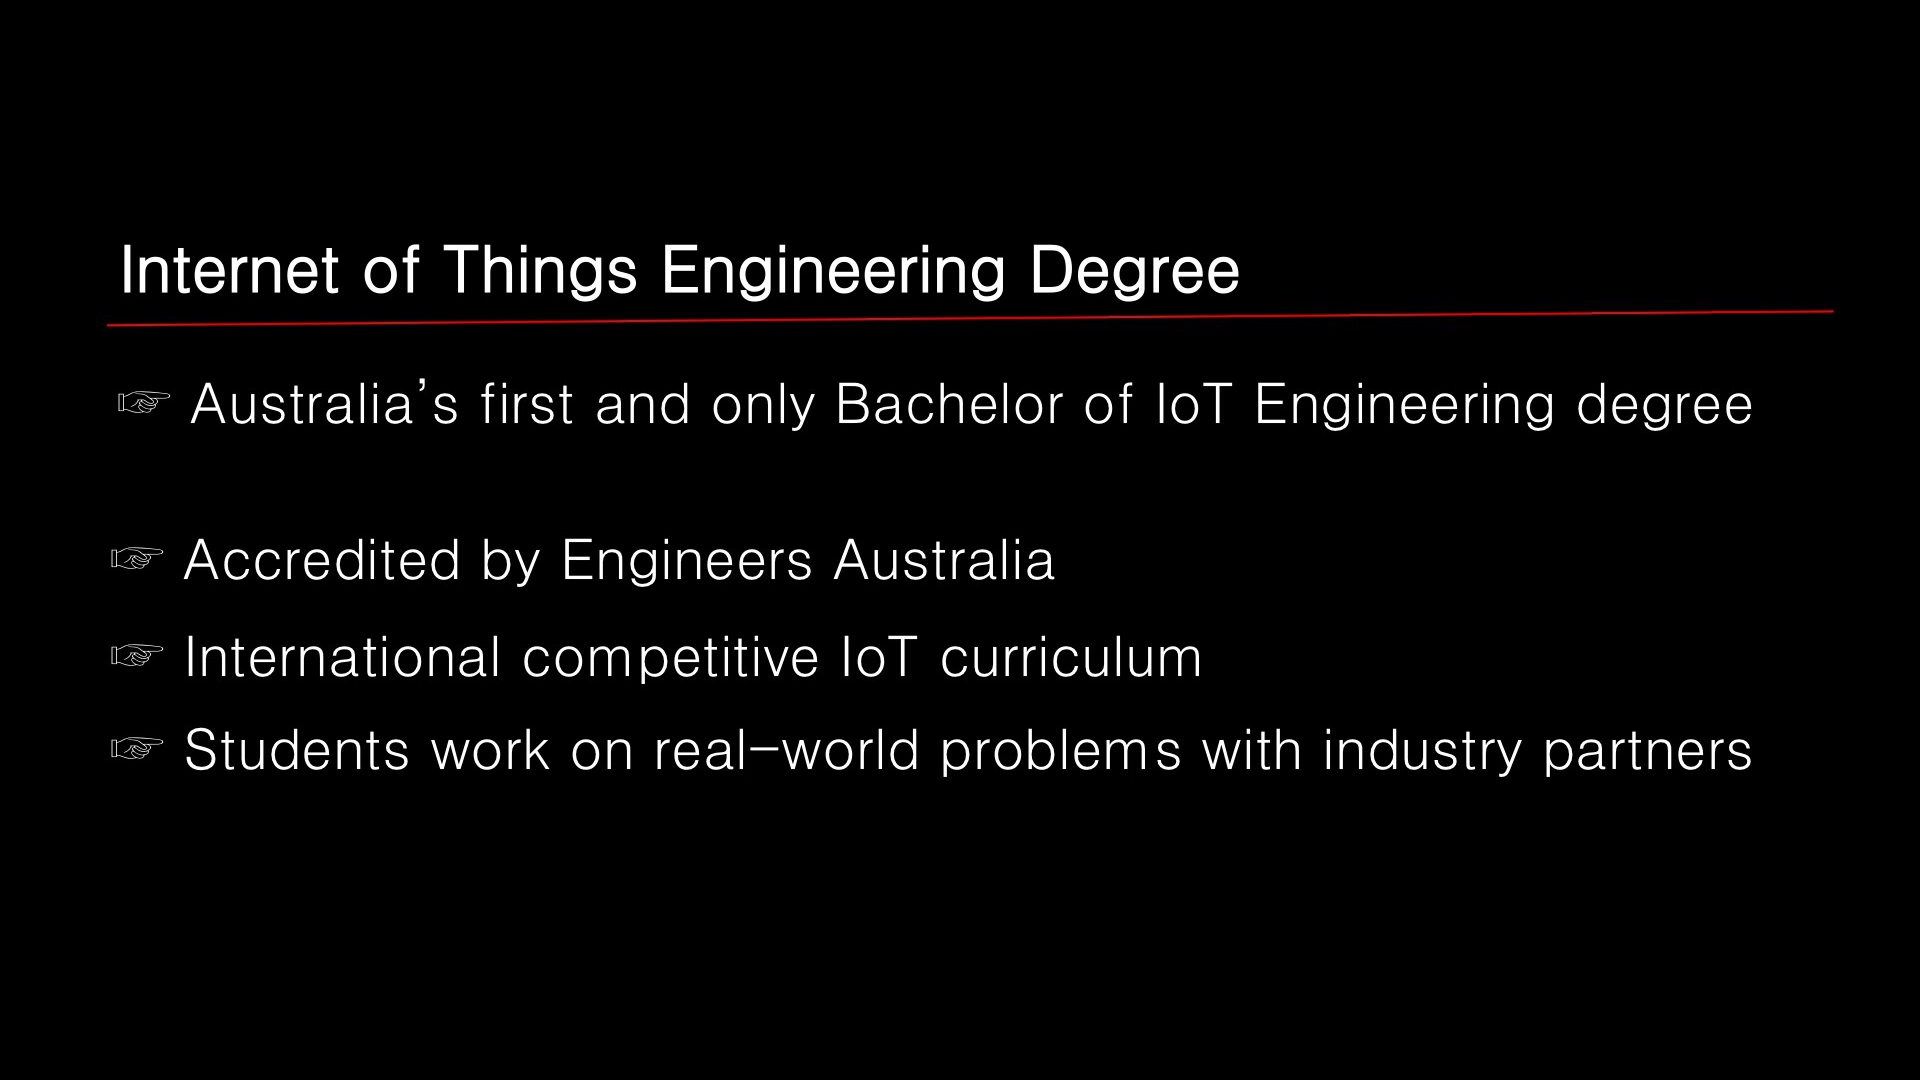 Internet of Things Engineering Degree
☞ Australia’s first and only Bachelor of IoT Engineering degree
☞ Accredited by Engineers Australia
☞ International competitive IoT curriculum
☞ Students work on real-world problems with industry partners